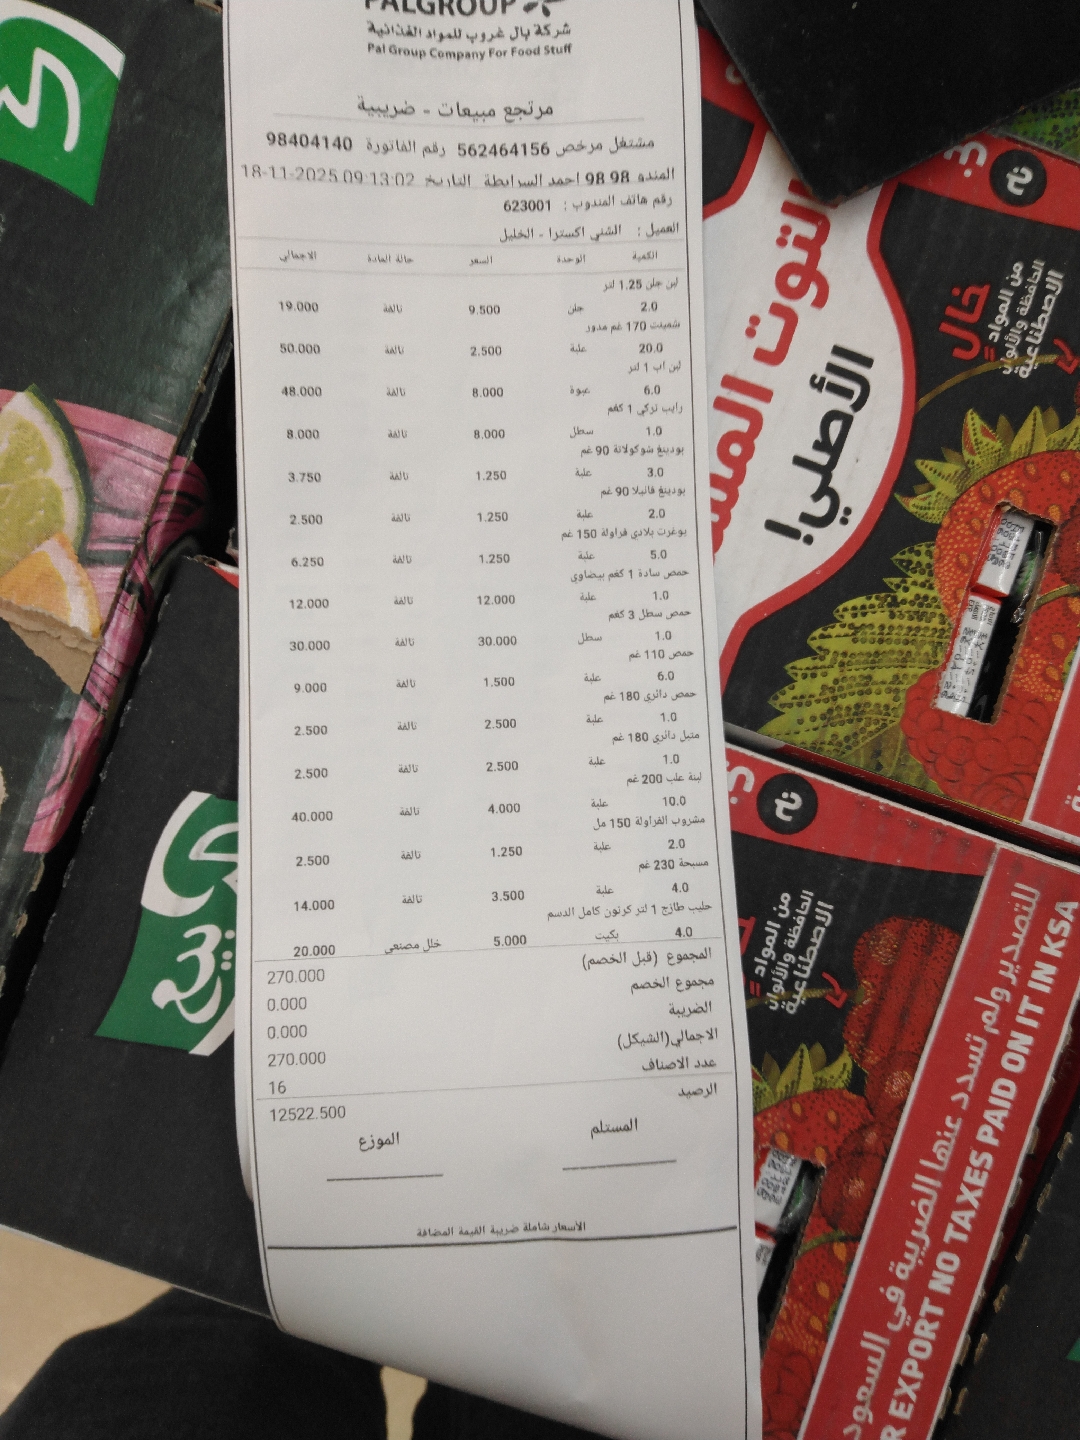 PALGROUP
شركة بال غروب للمواد الغذائية
Pal Group Company For Food Stuff
مرتجع مبيعات - ضريبية
مشتغل مرخص 562464156 رقم الفاتورة 98404140
المندو 98 98 احمد السرابطة التاريخ 18-11-2025 09:13:02
رقم هاتف المندوب : 623001
العميل : الشني اكسترا - الخليل
الكمية الوحدة السعر حالة المادة الاجمالي
لبن جلن 1.25 لتر
2.0 جلن 9.500 تالفة 19.000
شمينت 170 غم مدور
20.0 علبة 2.500 تالفة 50.000
لبن اب 1 لتر
6.0 عبوة 8.000 تالفة 48.000
رايب تركي 1 كغم
1.0 سطل 8.000 تالفة 8.000
بودينغ شوكولاتة 90 غم
3.0 علبة 1.250 تالفة 3.750
بودينغ فانيلا 90 غم
2.0 علبة 1.250 تالفة 2.500
يوغرت بلادي فراولة 150 غم
5.0 علبة 1.250 تالفة 6.250
حمص سادة 1 كغم بيضاوي
1.0 علبة 12.000 تالفة 12.000
حمص سطل 3 كغم
1.0 سطل 30.000 تالفة 30.000
حمص 110 غم
6.0 علبة 1.500 تالفة 9.000
حمص دائري 180 غم
1.0 علبة 2.500 تالفة 2.500
متبل دائري 180 غم
1.0 علبة 2.500 تالفة 2.500
لبنة علب 200 غم
10.0 علبة 4.000 تالفة 40.000
مشروب الفراولة 150 مل
2.0 علبة 1.250 تالفة 2.500
مسبحة 230 غم
4.0 علبة 3.500 تالفة 14.000
حليب طازج 1 لتر كرتون كامل الدسم
4.0 بكيت 5.000 خلل مصنعي 20.000
المجموع (قبل الخصم) 270.000
مجموع الخصم 0.000
الضريبة 0.000
الاجمالي(الشيكل) 270.000
عدد الاصناف 16
الرصيد 12522.500
المستلم الموزع
الأسعار شاملة ضريبة القيمة المضافة
التوت
الأصلي!
خالٍ
من المواد
الحافظة والألوان
الاصطناعية
من المواد
الحافظة والألوان
الاصطناعية
للتصدير ولم تسدد عنها الضريبة في السعود
R EXPORT NO TAXES PAID ON IT IN KSA
ربيع